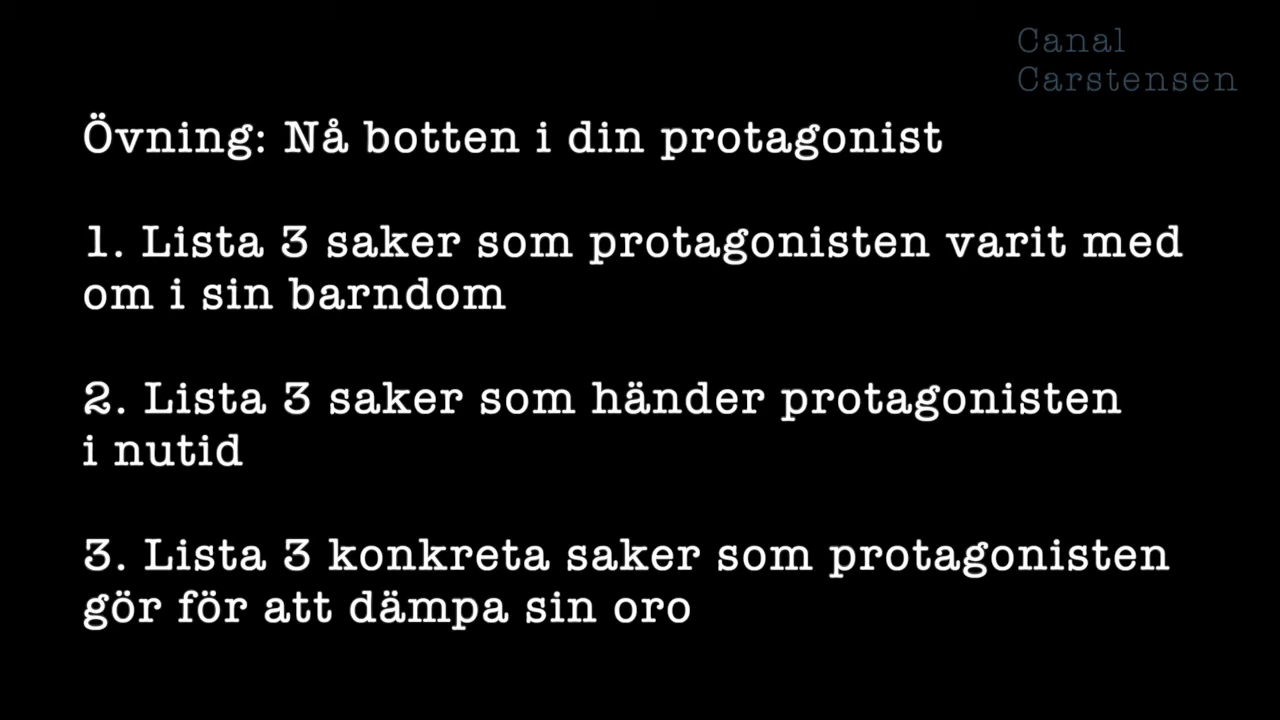 Canal
Carstensen
Övning: Nå botten i din protagonist
1. Lista 3 saker som protagonisten varit med
om i sin barndom
2. Lista 3 saker som händer protagonisten
i nutid
3. Lista 3 konkreta saker som protagonisten
gör för att dämpa sin oro